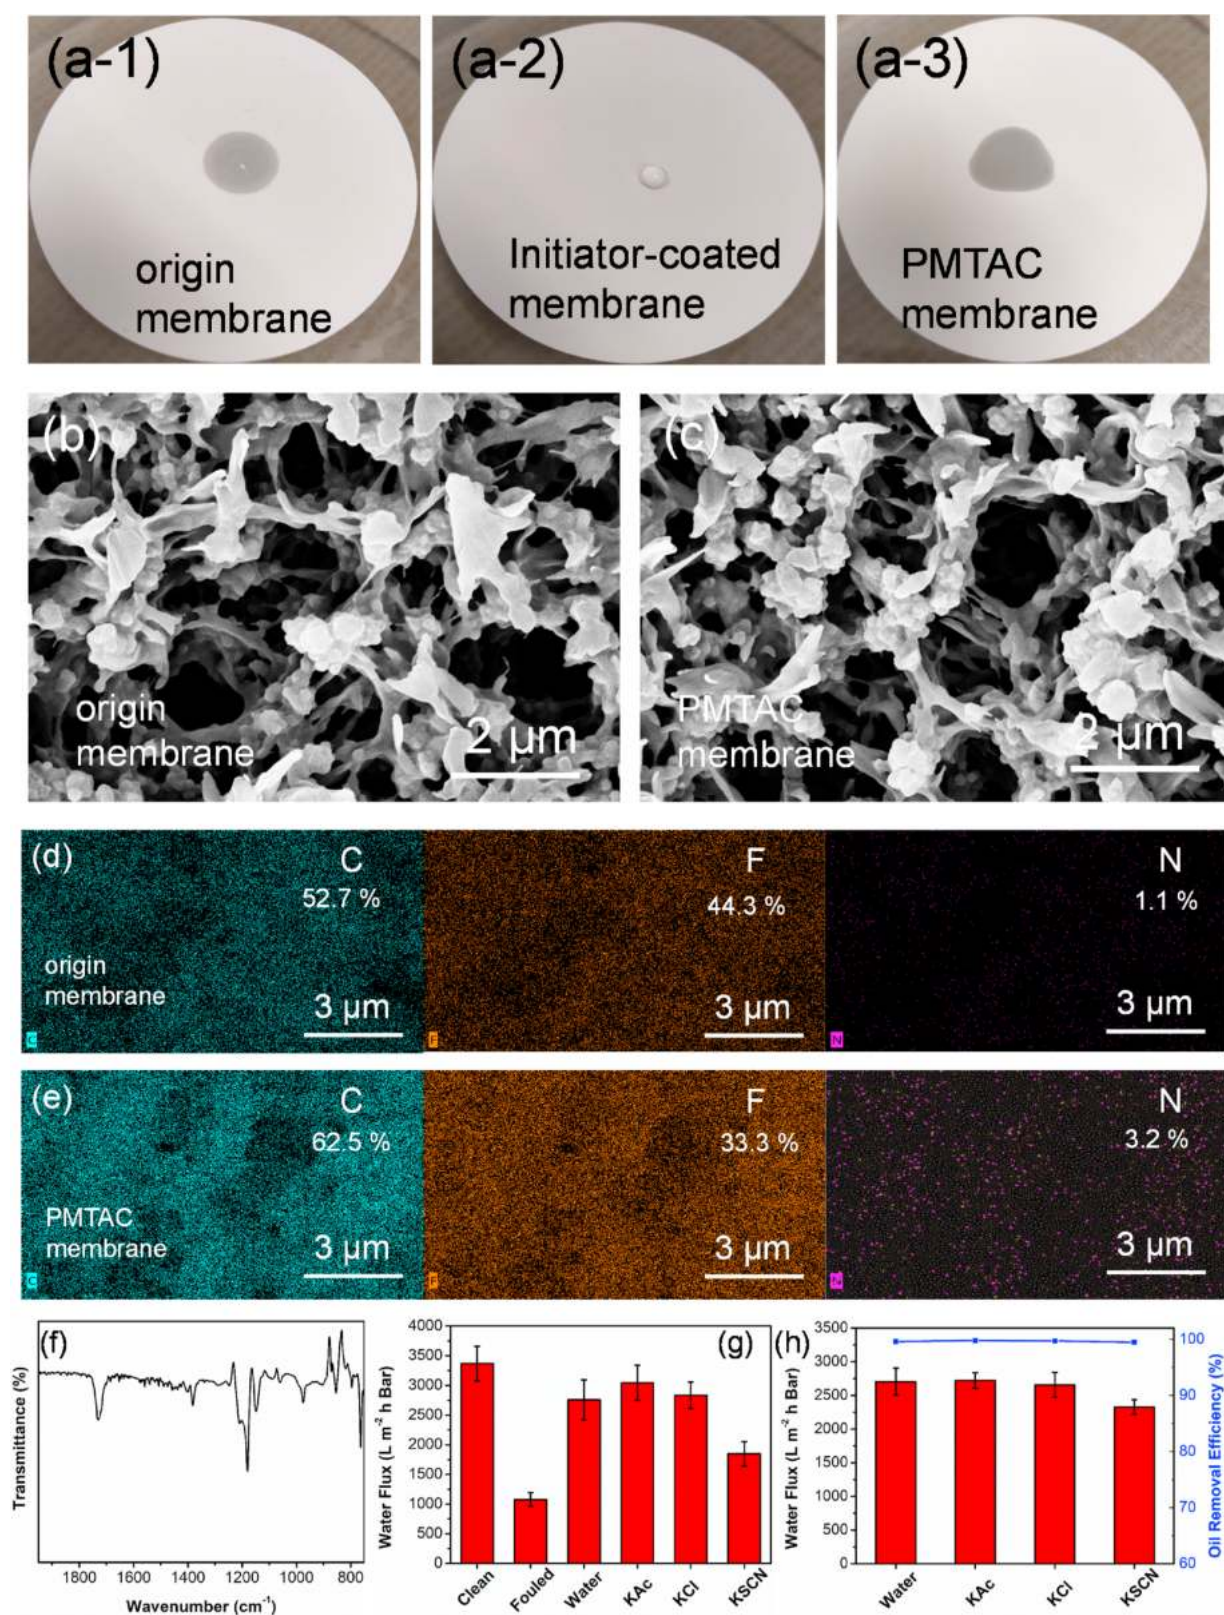 (a-1)
origin
membrane
(a-2)
Initiator-coated
membrane
(a-3)
PMTAC
membrane
(b)
origin
membrane
2 μm
(c)
PMTAC
membrane
2 μm
(d)
C
52.7 %
origin
membrane
3 μm
C
F
44.3 %
3 μm
F
N
1.1 %
3 μm
N
(e)
C
62.5 %
PMTAC
membrane
3 μm
C
F
33.3 %
3 μm
F
N
3.2 %
3 μm
N
(f)
Transmittance (%)
1800 1600 1400 1200 1000 800
Wavenumber (cm⁻¹)
(g)
Water Flux (L m⁻² h Bar)
4000
3500
3000
2500
2000
1500
1000
500
0
Clean Fouled Water KAc KCl KSCN
(h)
Water Flux (L m⁻² h Bar)
3500
3000
2500
2000
1500
1000
500
0
Water KAc KCl KSCN
100
90
80
70
60
Oil Removal Efficiency (%)